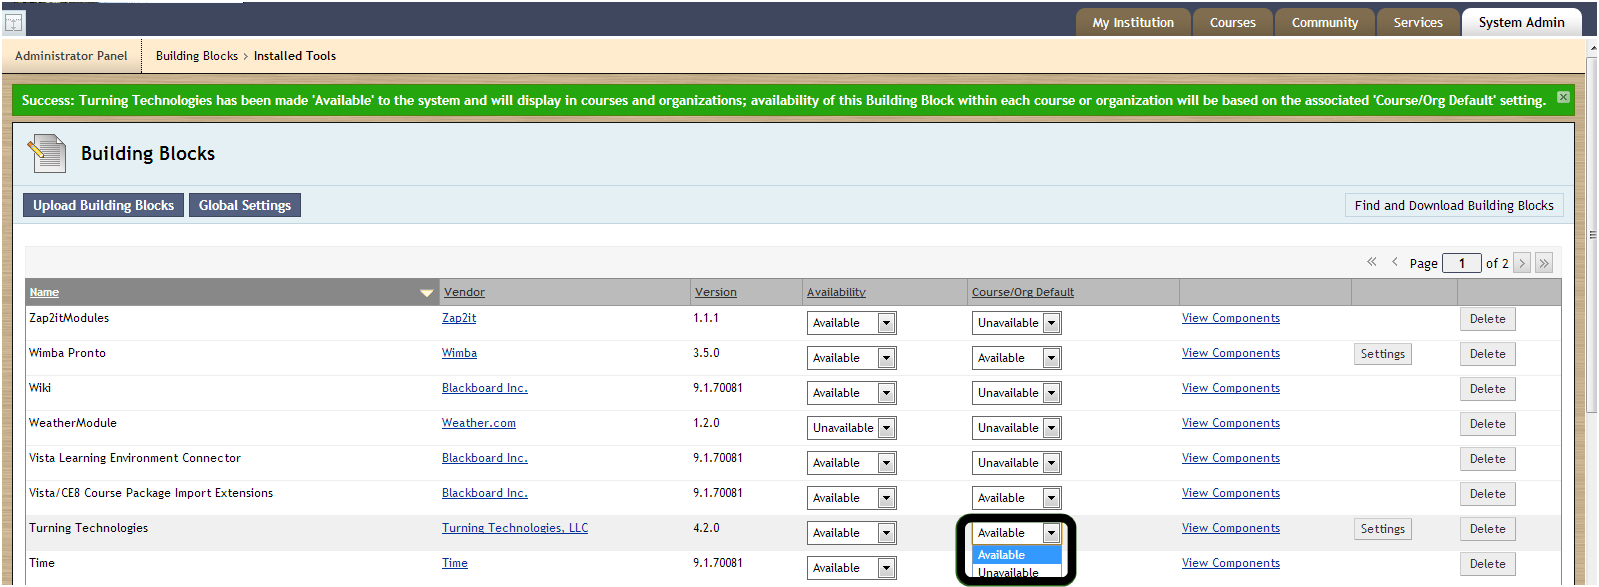 My Institution Courses Community Services System Admin
Administrator Panel Building Blocks > Installed Tools
Success: Turning Technologies has been made 'Available' to the system and will display in courses and organizations; availability of this Building Block within each course or organization will be based on the associated 'Course/Org Default' setting.
Building Blocks
Upload Building Blocks Global Settings Find and Download Building Blocks
Page 1 of 2
Name Vendor Version Availability Course/Org Default
Zap2itModules Zap2it 1.1.1 Available Unavailable View Components Delete
Wimba Pronto Wimba 3.5.0 Available Available View Components Settings Delete
Wiki Blackboard Inc. 9.1.70081 Available Unavailable View Components Delete
WeatherModule Weather.com 1.2.0 Unavailable Unavailable View Components Delete
Vista Learning Environment Connector Blackboard Inc. 9.1.70081 Available Unavailable View Components Delete
Vista/CE8 Course Package Import Extensions Blackboard Inc. 9.1.70081 Available Available View Components Delete
Turning Technologies Turning Technologies, LLC 4.2.0 Available Available View Components Settings Delete
Available
Time Time 9.1.70081 Available Unavailable View Components Delete